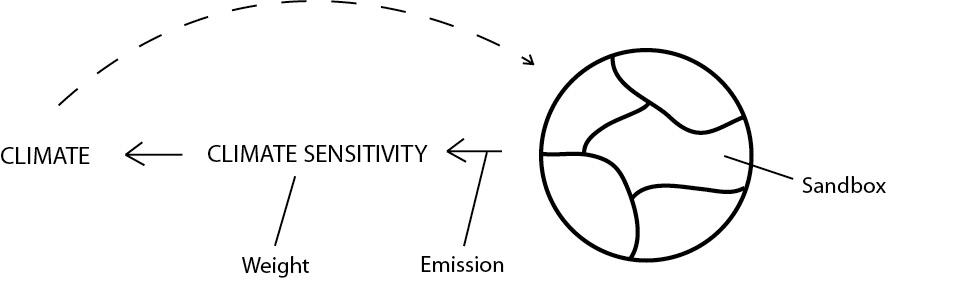 CLIMATE
CLIMATE SENSITIVITY
Sandbox
Weight
Emission